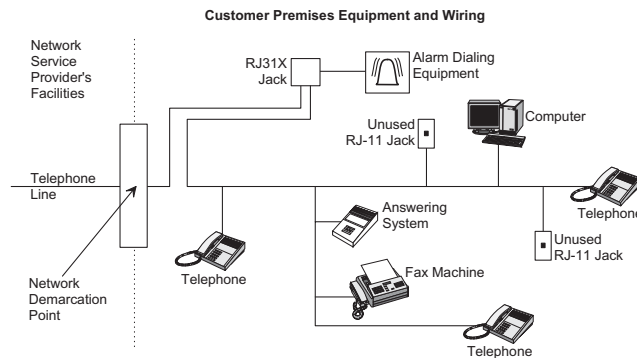 Customer Premises Equipment and Wiring
Network
Service
Provider's
Facilities
RJ31X
Jack
Alarm Dialing
Equipment
Unused
RJ-11 Jack
Computer
Telephone
Line
Telephone
Answering
System
Telephone
Unused
RJ-11 Jack
Fax Machine
Network
Demarcation
Point
Telephone